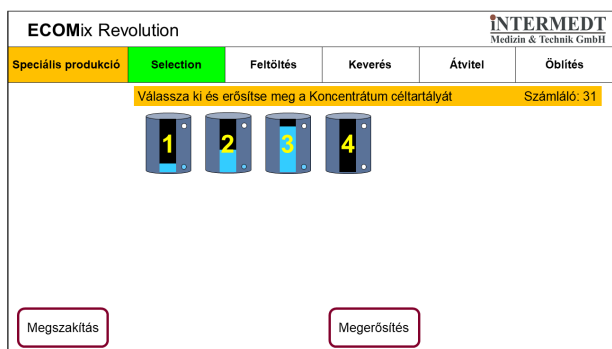 ECOMix Revolution
INTERMEDT
Medizin & Technik GmbH
Speciális produkció Selection Feltöltés Keverés Átvitel Öblítés
Válassza ki és erősítse meg a Koncentrátum céltartályát Számláló: 31
1 2 3 4
Megszakítás Megerősítés